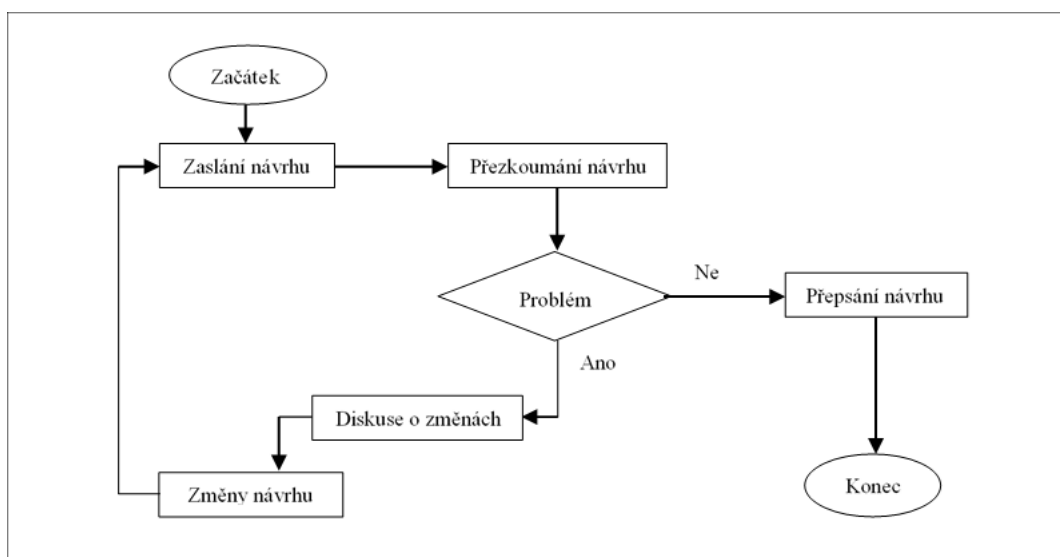 Začátek
Zaslání návrhu
Přezkoumání návrhu
Problém
Ne
Přepsání návrhu
Ano
Diskuse o změnách
Změny návrhu
Konec